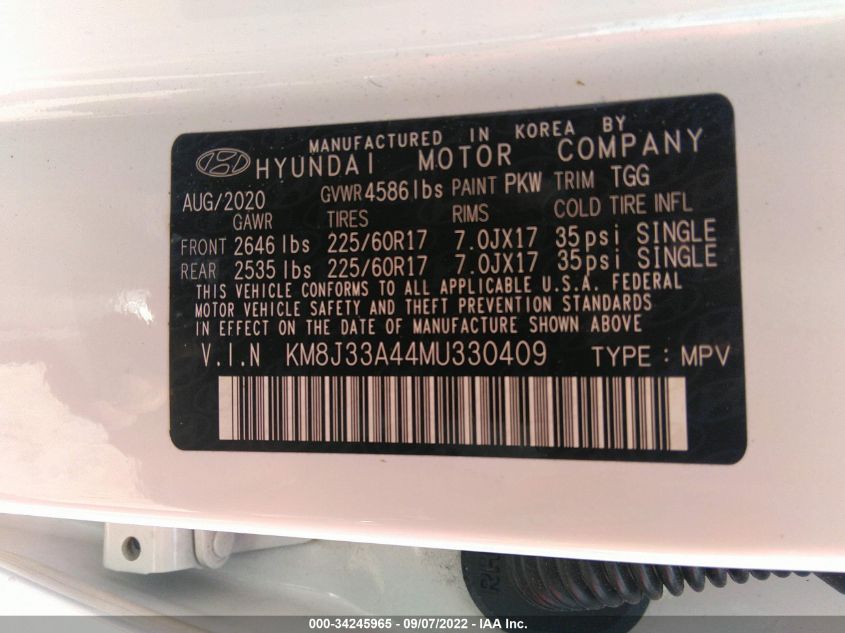 MANUFACTURED IN KOREA BY
HYUNDAI MOTOR COMPANY
AUG/2020 GVWR 4586 lbs PAINT PKW TRIM TGG
GAWR TIRES RIMS COLD TIRE INFL
FRONT 2646 lbs 225/60R17 7.0JX17 35psi SINGLE
REAR 2535 lbs 225/60R17 7.0JX17 35psi SINGLE
THIS VEHICLE CONFORMS TO ALL APPLICABLE U.S.A. FEDERAL
MOTOR VEHICLE SAFETY AND THEFT PREVENTION STANDARDS
IN EFFECT ON THE DATE OF MANUFACTURE SHOWN ABOVE
V.I.N KM8J33A44MU330409 TYPE : MPV
000-34245965 - 09/07/2022 - IAA Inc.